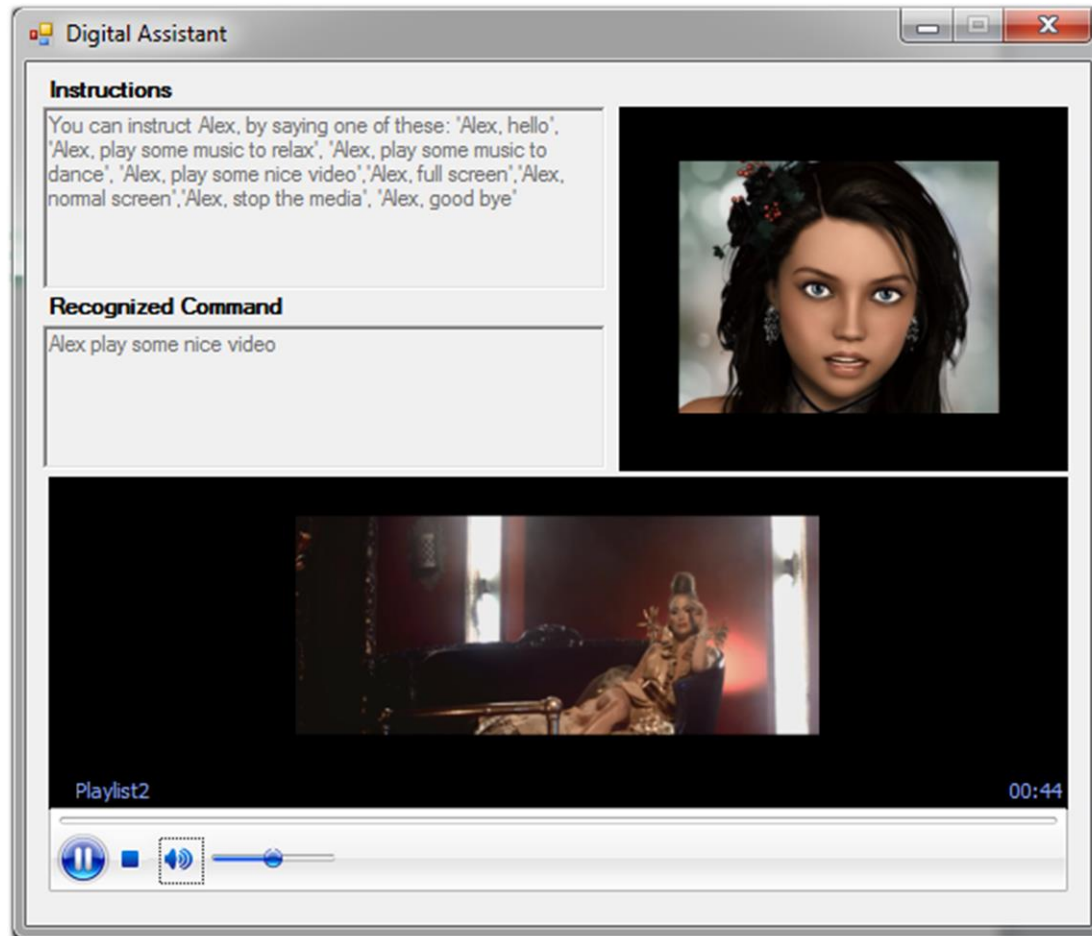 Digital Assistant
Instructions
You can instruct Alex, by saying one of these: 'Alex, hello',
'Alex, play some music to relax', 'Alex, play some music to
dance', 'Alex, play some nice video','Alex, full screen','Alex,
normal screen','Alex, stop the media', 'Alex, good bye'
Recognized Command
Alex play some nice video
Playlist2
00:44